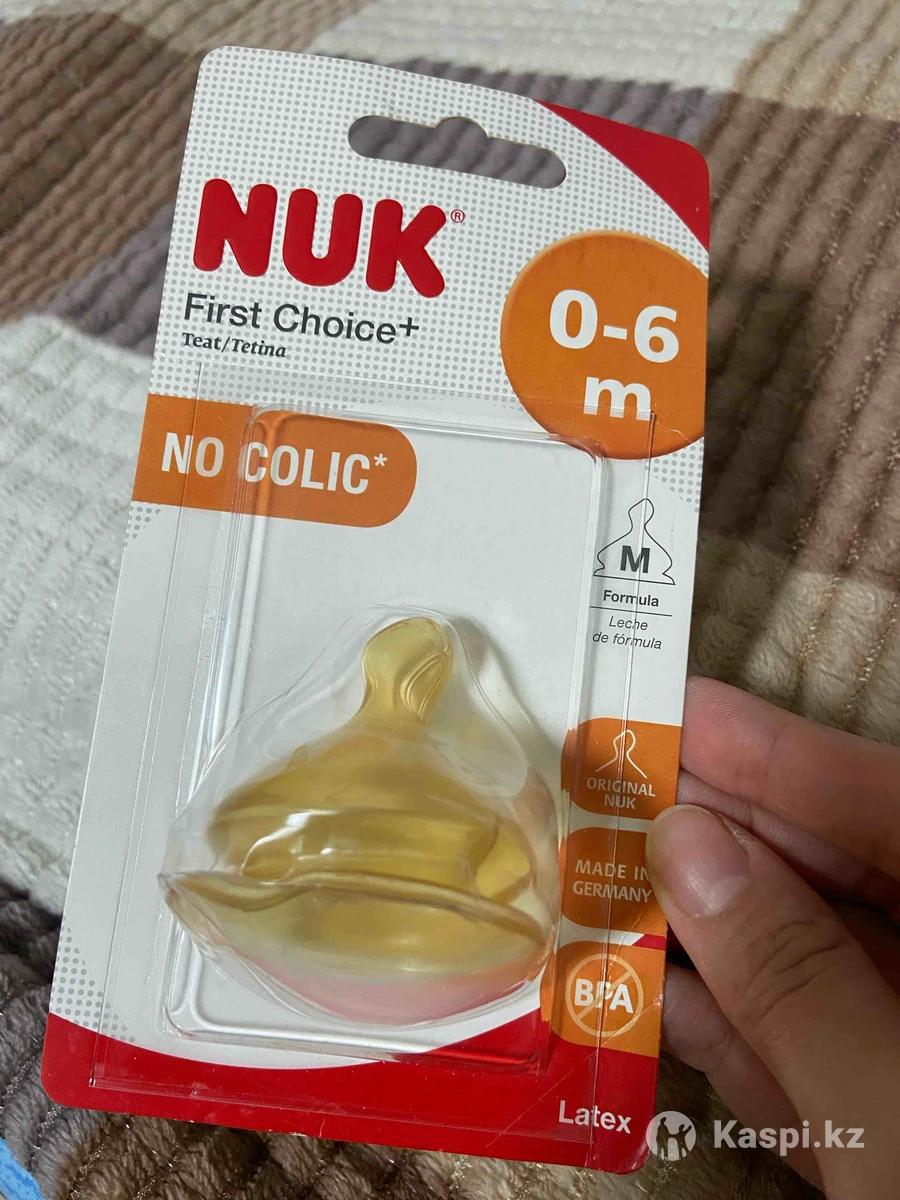 NUK®
First Choice+
Teat/Tetina
0-6
m
NO COLIC*
M
Formula
Leche
de fórmula
ORIGINAL
NUK
MADE IN
GERMANY
BPA
Latex
Kaspi.kz